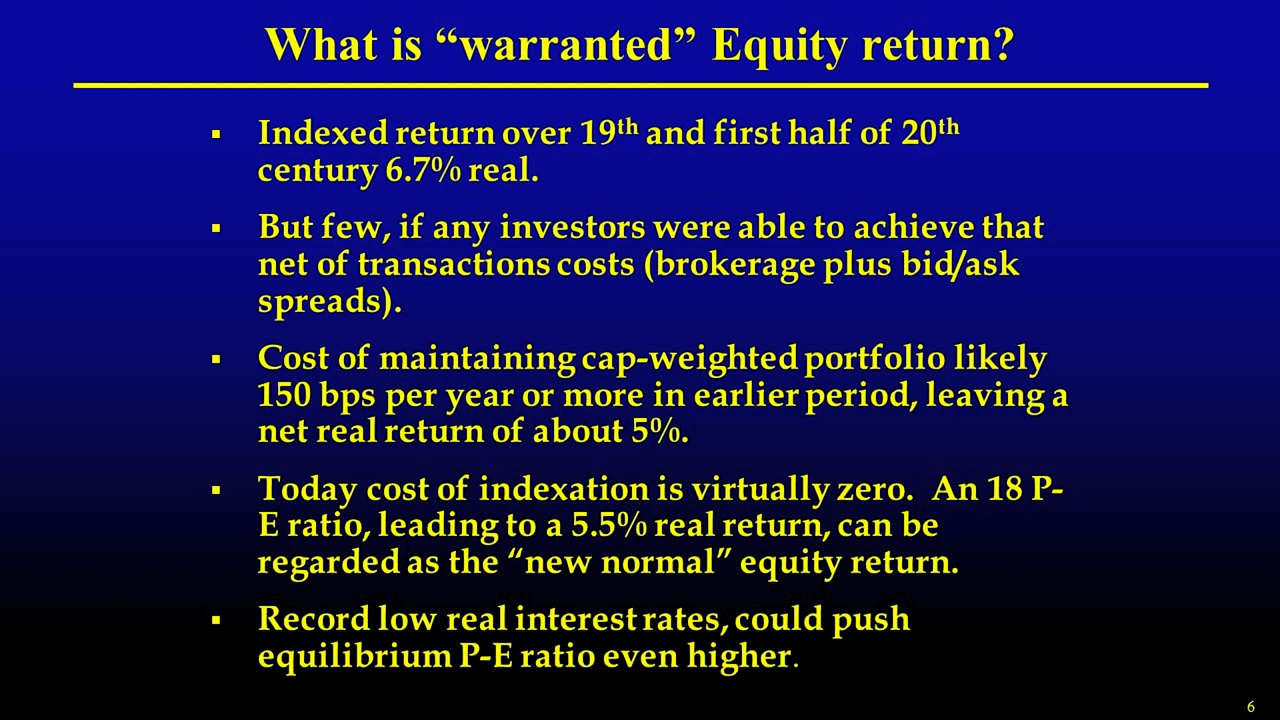 What is “warranted” Equity return?
▪ Indexed return over 19th and first half of 20th
century 6.7% real.
▪ But few, if any investors were able to achieve that
net of transactions costs (brokerage plus bid/ask
spreads).
▪ Cost of maintaining cap-weighted portfolio likely
150 bps per year or more in earlier period, leaving a
net real return of about 5%.
▪ Today cost of indexation is virtually zero.  An 18 P-
E ratio, leading to a 5.5% real return, can be
regarded as the “new normal” equity return.
▪ Record low real interest rates, could push
equilibrium P-E ratio even higher.
6